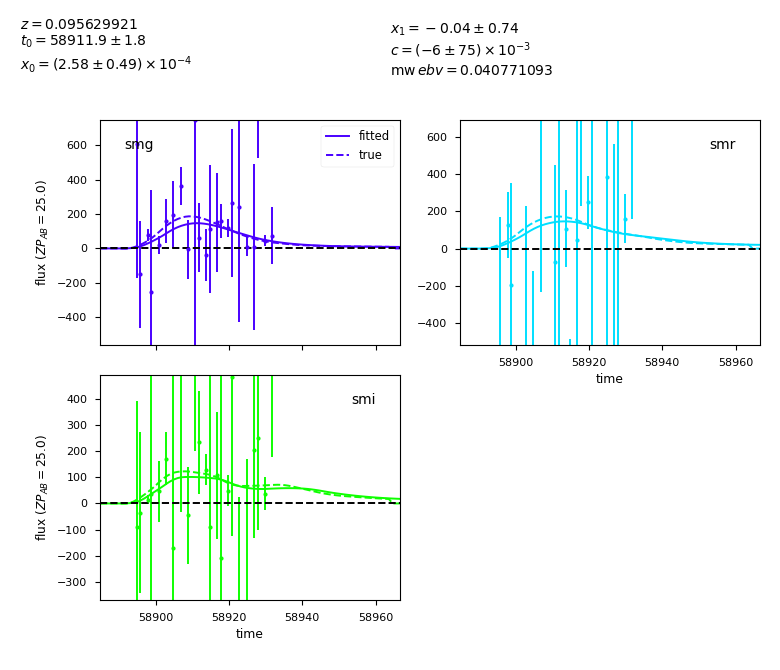 z = 0.095629921
t0 = 58911.9 ± 1.8
x0 = (2.58 ± 0.49) × 10^−4
x1 = − 0.04 ± 0.74
c = (−6 ± 75) × 10^−3
mw ebv = 0.040771093
smg
fitted
true
600
400
200
0
−200
−400
flux (ZP_AB = 25.0)
smr
600
400
200
0
−200
−400
58900 58920 58940 58960
time
smi
400
300
200
100
0
−100
−200
−300
flux (ZP_AB = 25.0)
58900 58920 58940 58960
time